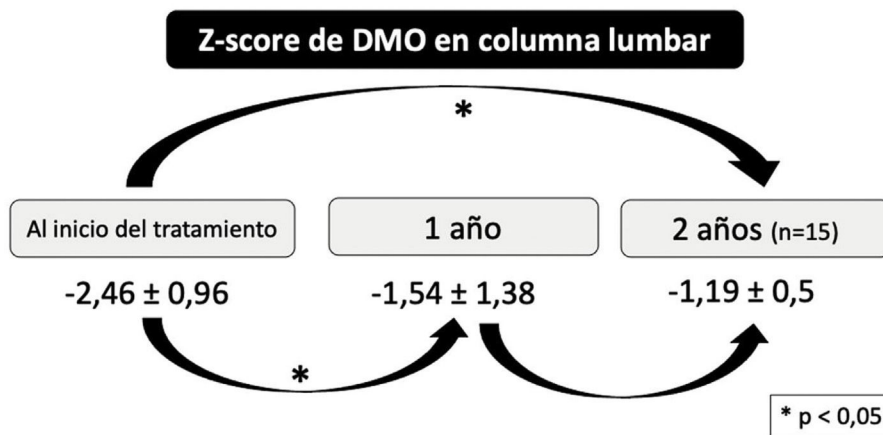 Z-score de DMO en columna lumbar
*
Al inicio del tratamiento
1 año
2 años (n=15)
-2,46 ± 0,96
-1,54 ± 1,38
-1,19 ± 0,5
*
* p < 0,05